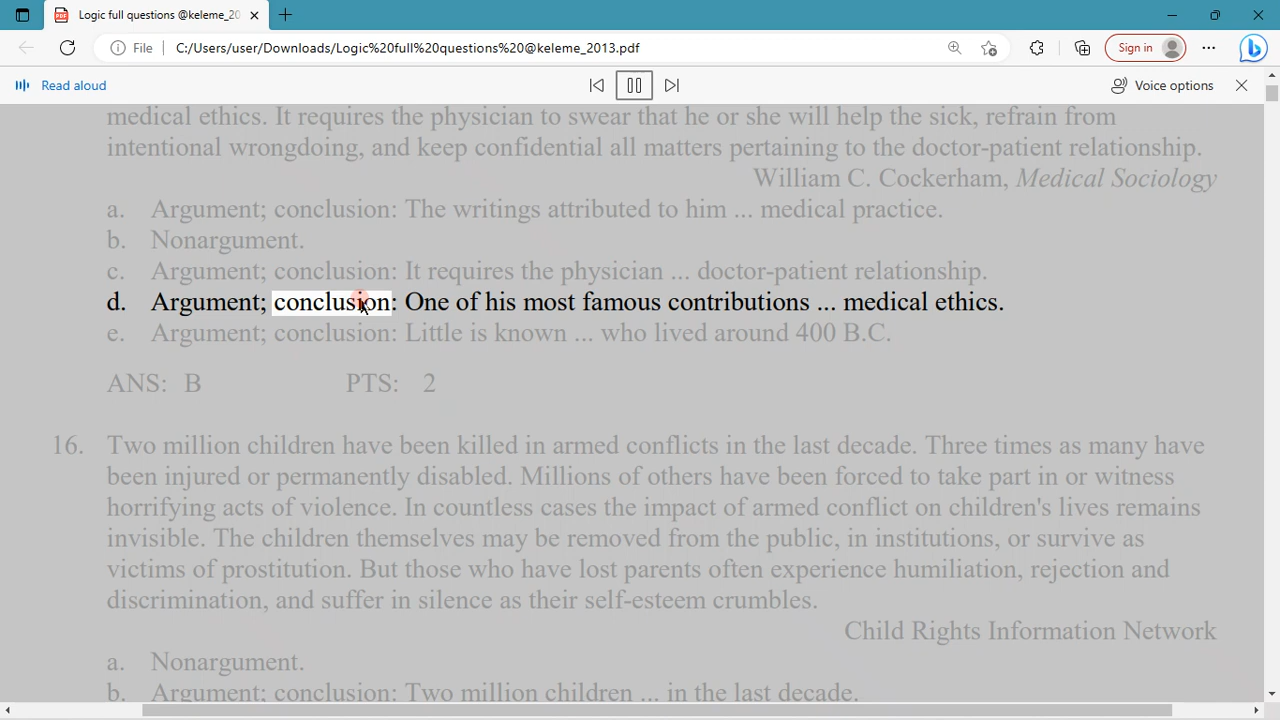 Logic full questions @keleme_20
File
C:/Users/user/Downloads/Logic%20full%20questions%20@keleme_2013.pdf
Sign in
Read aloud
Voice options
medical ethics. It requires the physician to swear that he or she will help the sick, refrain from
intentional wrongdoing, and keep confidential all matters pertaining to the doctor-patient relationship.
William C. Cockerham, Medical Sociology
a. Argument; conclusion: The writings attributed to him ... medical practice.
b. Nonargument.
c. Argument; conclusion: It requires the physician ... doctor-patient relationship.
d. Argument; conclusion: One of his most famous contributions ... medical ethics.
e. Argument; conclusion: Little is known ... who lived around 400 B.C.
ANS: B PTS: 2
16. Two million children have been killed in armed conflicts in the last decade. Three times as many have
been injured or permanently disabled. Millions of others have been forced to take part in or witness
horrifying acts of violence. In countless cases the impact of armed conflict on children's lives remains
invisible. The children themselves may be removed from the public, in institutions, or survive as
victims of prostitution. But those who have lost parents often experience humiliation, rejection and
discrimination, and suffer in silence as their self-esteem crumbles.
Child Rights Information Network
a. Nonargument.
b. Argument; conclusion: Two million children ... in the last decade.